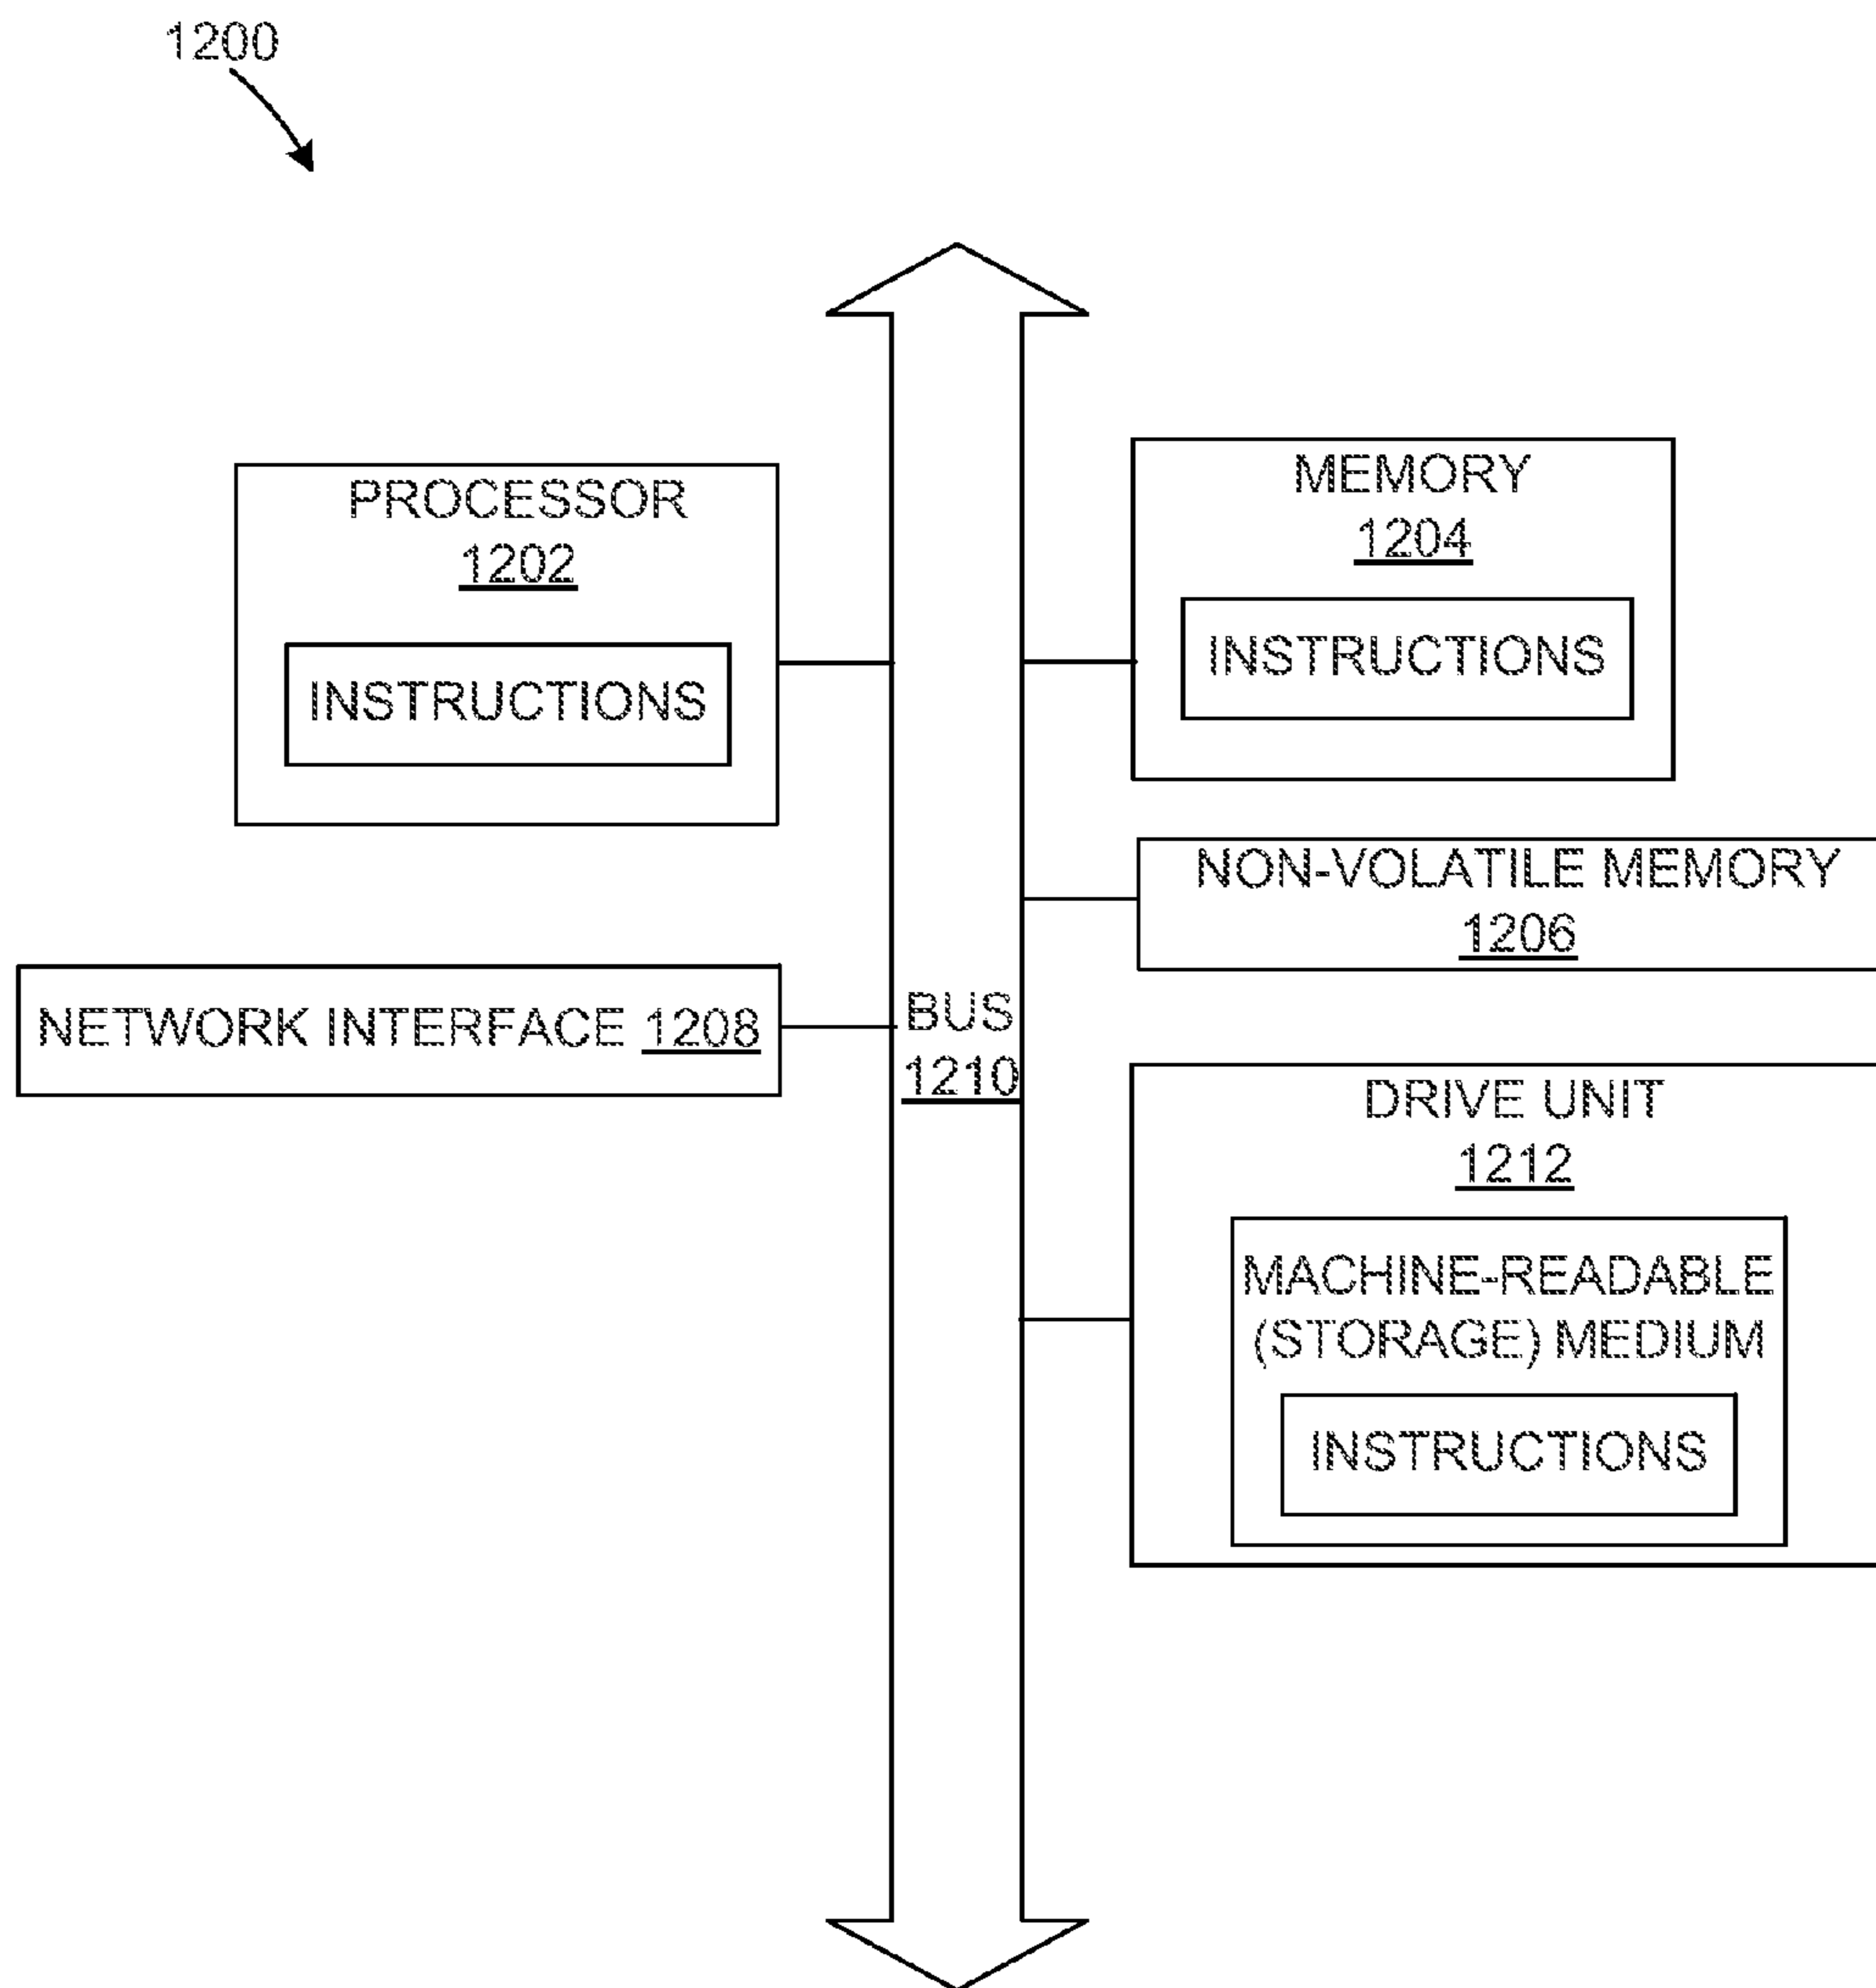 1200
PROCESSOR
1202
INSTRUCTIONS
MEMORY
1204
INSTRUCTIONS
NON-VOLATILE MEMORY
1206
NETWORK INTERFACE 1208
BUS
1210
DRIVE UNIT
1212
MACHINE-READABLE
(STORAGE) MEDIUM
INSTRUCTIONS